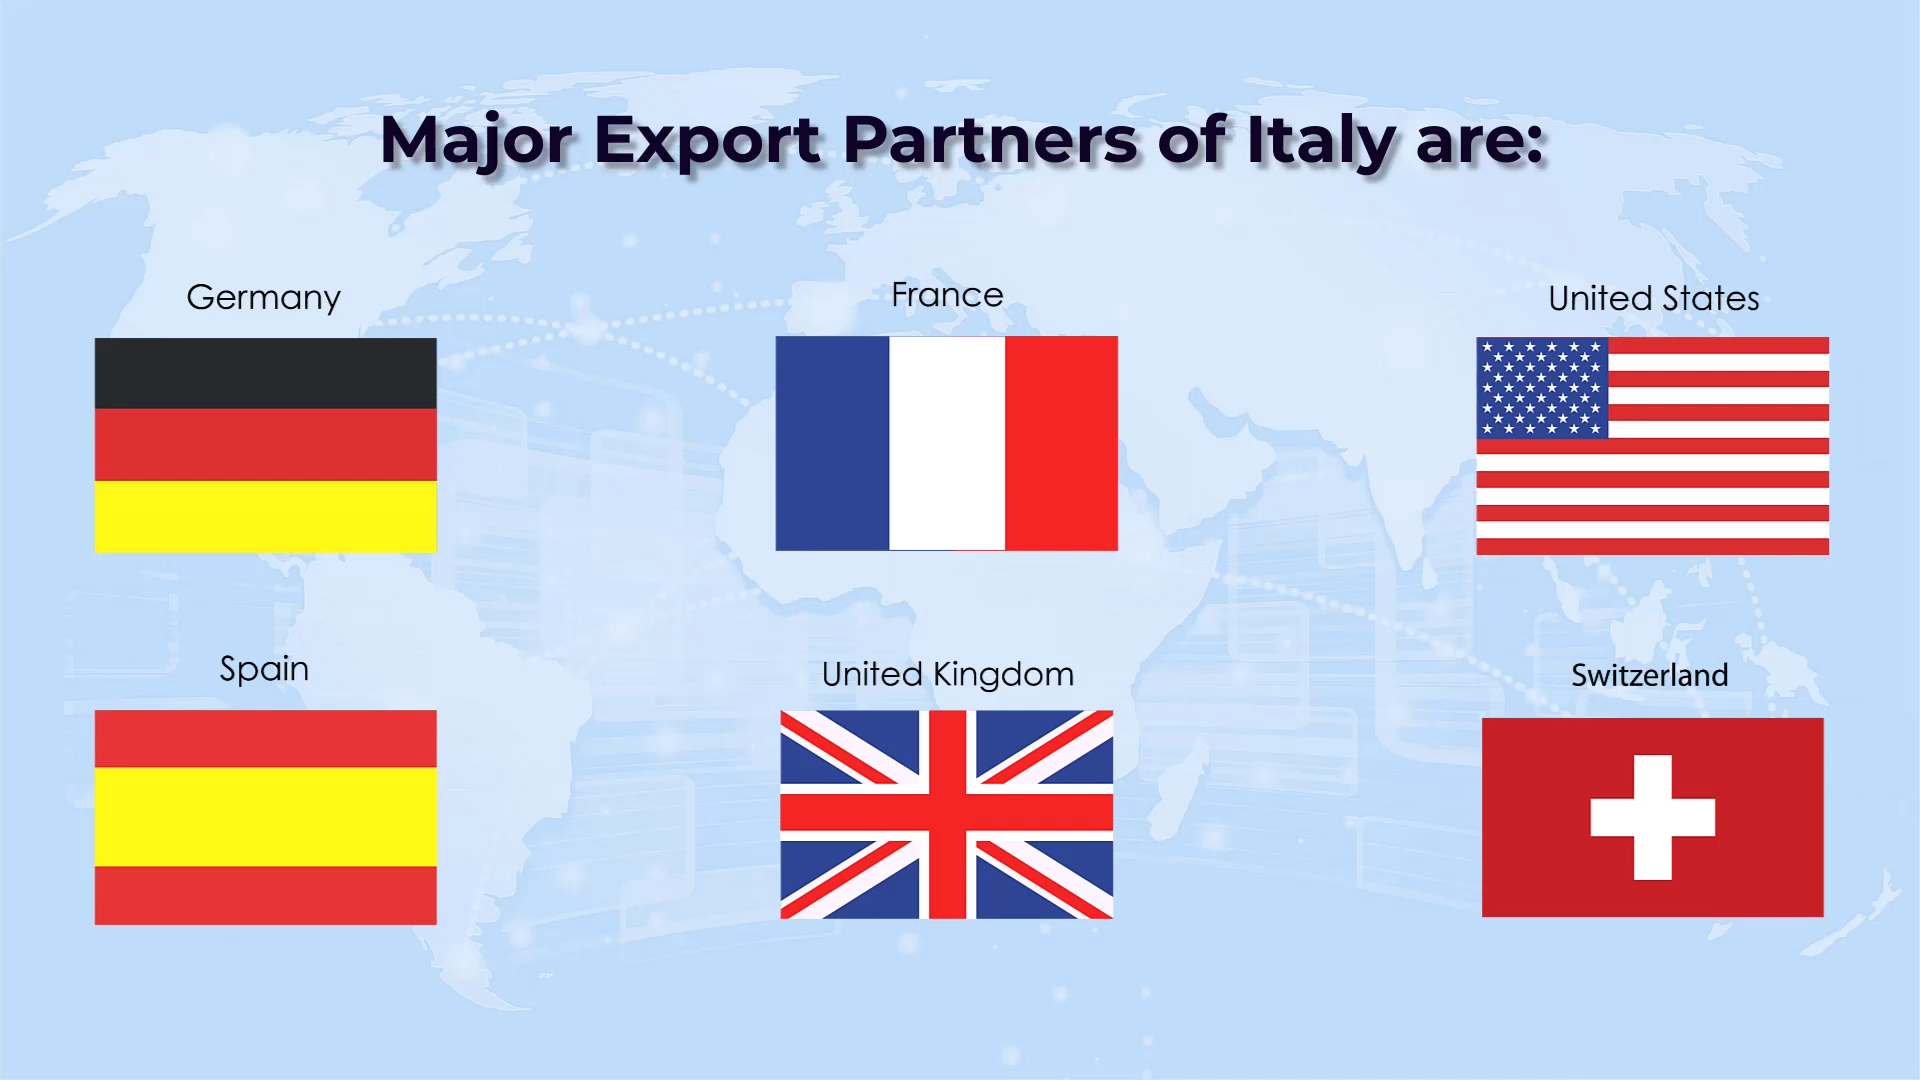 Major Export Partners of Italy are:
Germany
France
United States
Spain
United Kingdom
Switzerland